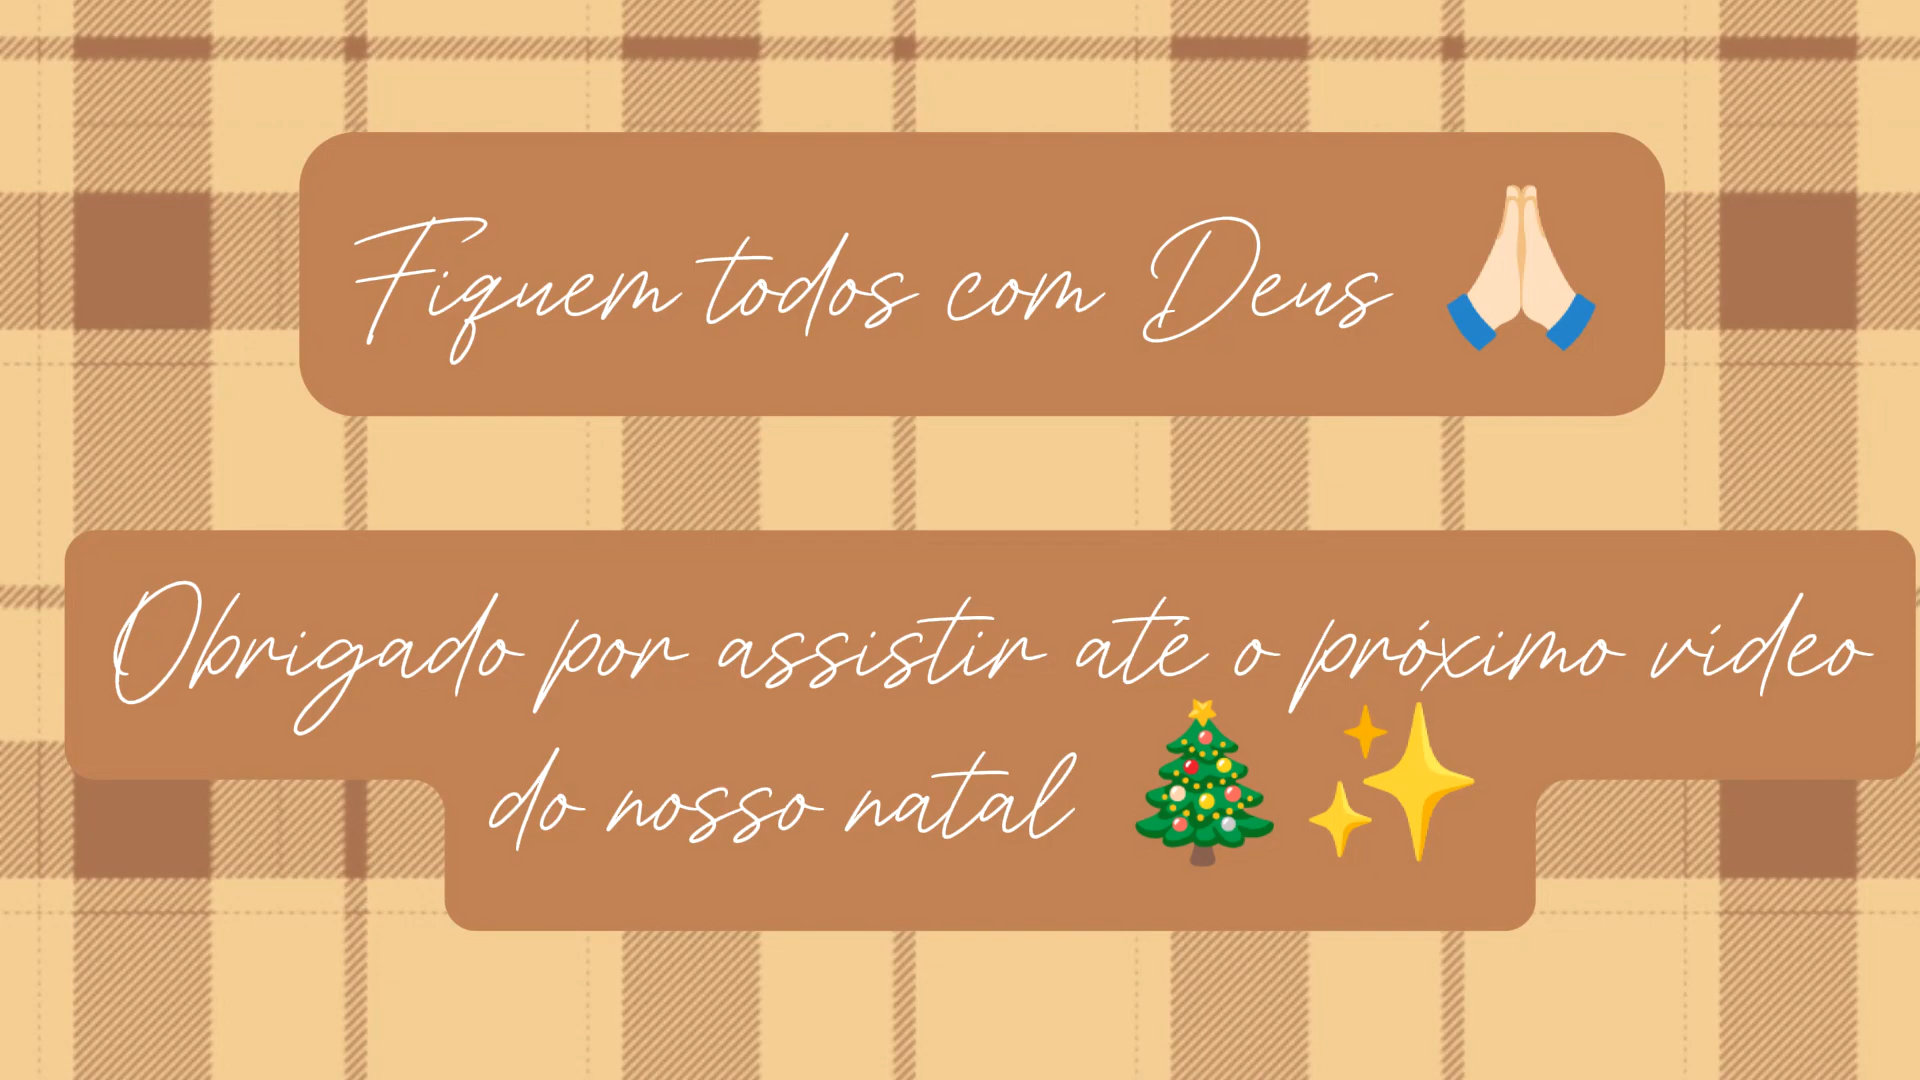 Fiquem todos com Deus 🙏🏻
Obrigado por assistir até o próximo vídeo
do nosso natal 🎄✨